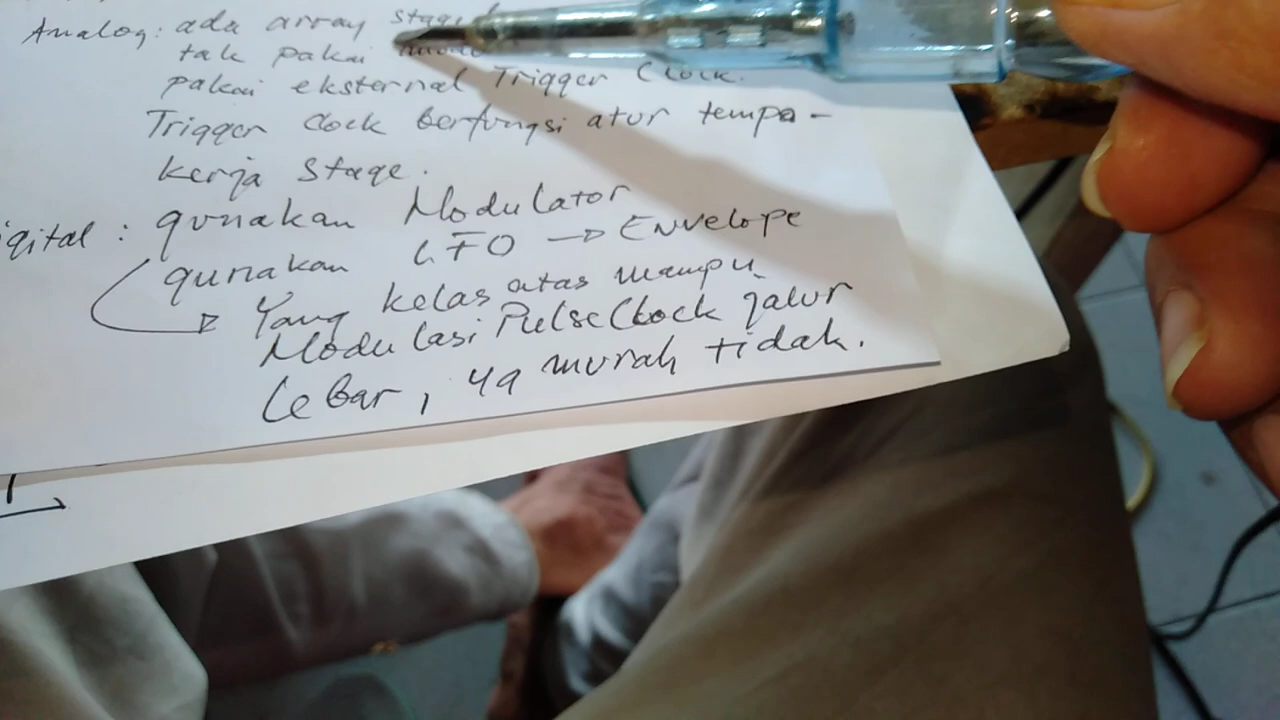 Analog: ada array stage
tak pakai
pakai eksternal Trigger Clock.
Trigger Clock berfungsi atur tempo-
kerja stage.
igital : gunakan Modulator
gunakan LFO → Envelope
Yang kelas atas mampu
Modulasi PulseClock jalur
lebar, yg murah tidak.